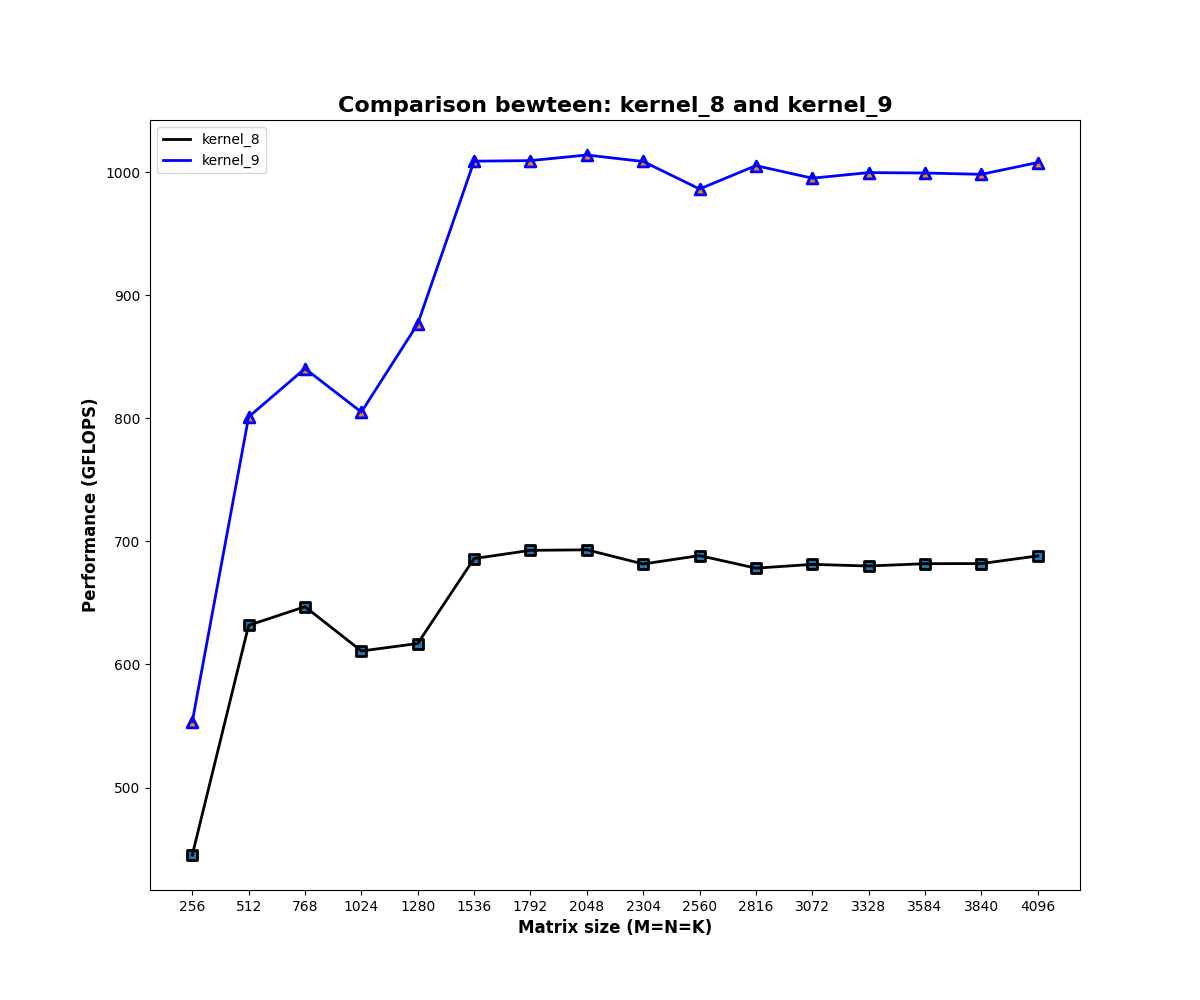 Comparison bewteen: kernel_8 and kernel_9
kernel_8
kernel_9
Performance (GFLOPS)
1000
900
800
700
600
500
256 512 768 1024 1280 1536 1792 2048 2304 2560 2816 3072 3328 3584 3840 4096
Matrix size (M=N=K)